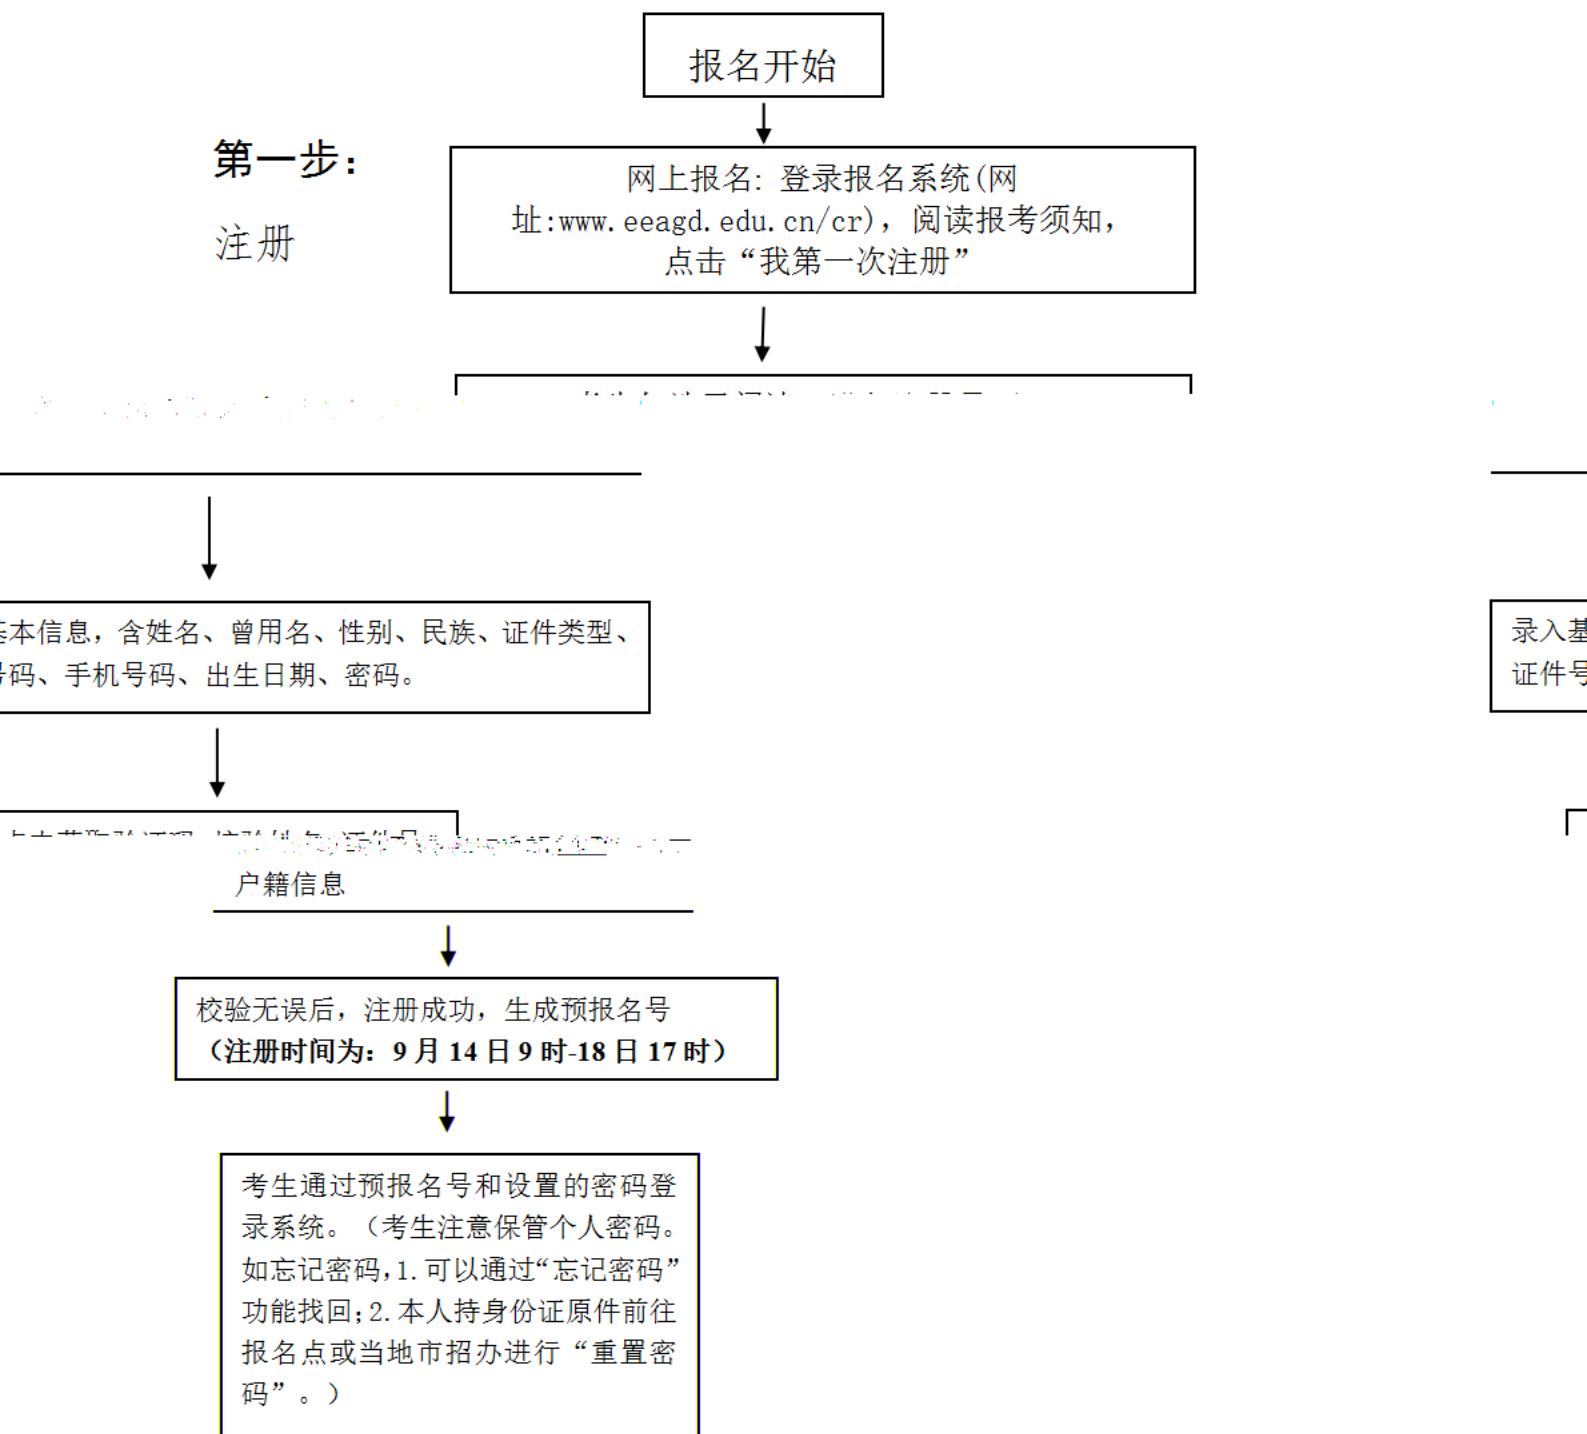 报名开始
第一步：
注册
网上报名: 登录报名系统(网
址:www.eeagd.edu.cn/cr), 阅读报考须知，
点击“我第一次注册”
本信息，含姓名、曾用名、性别、民族、证件类型、
码、手机号码、出生日期、密码。
录入基
证件号
户籍信息
校验无误后，注册成功，生成预报名号
（注册时间为：9月14日9时-18日17时）
考生通过预报名号和设置的密码登
录系统。（考生注意保管个人密码。
如忘记密码,1.可以通过“忘记密码”
功能找回;2.本人持身份证原件前往
报名点或当地市招办进行“重置密
码”。）